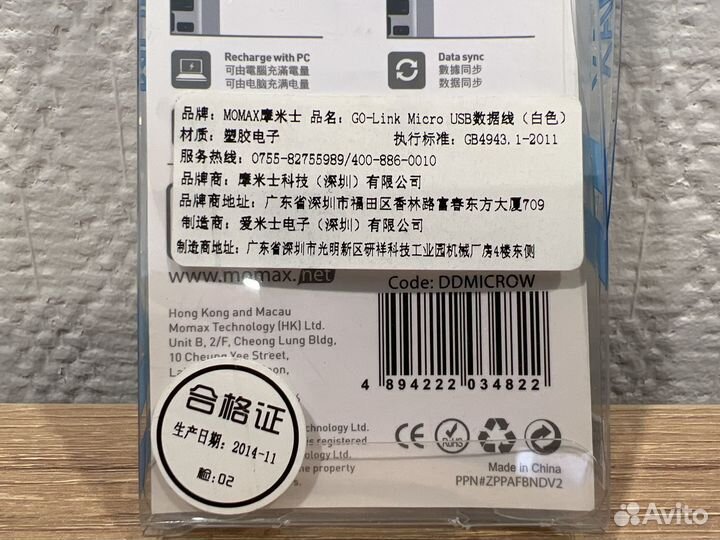 Recharge with PC
可由電腦充滿電量
可由电脑充满电量
Data sync
數據同步
数据同步
品牌：MOMAX摩米士 品名：GO-Link Micro USB数据线（白色）
材质：塑胶电子 执行标准：GB4943.1-2011
服务热线：0755-82755989/400-886-0010
品牌商：摩米士科技（深圳）有限公司
品牌商地址：广东省深圳市福田区香林路富春东方大厦709
制造商：爱米士电子（深圳）有限公司
制造商地址：广东省深圳市光明新区研祥科技工业园机械厂房4楼东侧
www.momax.net
Code: DDMICROW
Hong Kong and Macau
Momax Technology (HK) Ltd.
Unit B, 2/F, Cheong Lung Bldg,
10 Cheung Yee Street,
4 894222 034822
合格证
生产日期：2014-11
检：02
hnology Ltd.
is registered
the property
CE
RoHS
Made in China
PPN#ZPPAFBNDV2
Avito